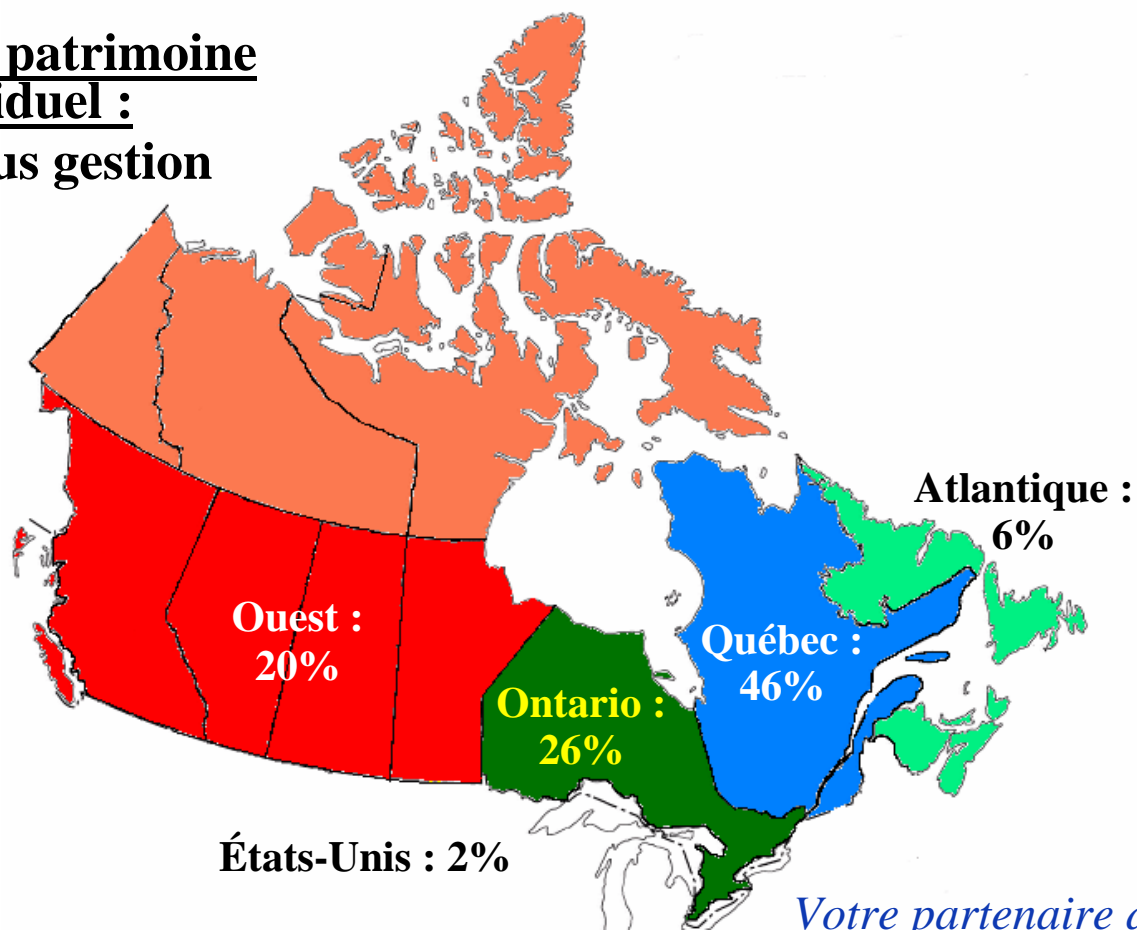 patrimoine
iduel :
us gestion
Atlantique :
6%
Ouest :
20%
Québec :
46%
Ontario :
26%
États-Unis : 2%
Votre partenaire